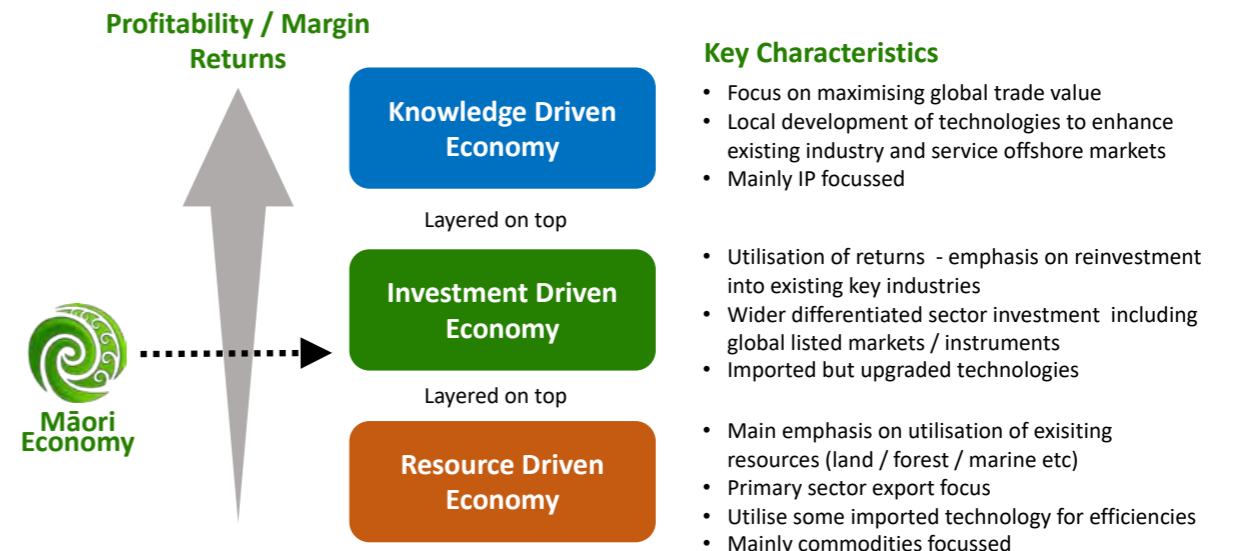 Profitability / Margin
Returns
Key Characteristics
Knowledge Driven
Economy
• Focus on maximising global trade value
• Local development of technologies to enhance
existing industry and service offshore markets
• Mainly IP focussed
Layered on top
Māori
Economy
Investment Driven
Economy
• Utilisation of returns - emphasis on reinvestment
into existing key industries
• Wider differentiated sector investment including
global listed markets / instruments
• Imported but upgraded technologies
Layered on top
Resource Driven
Economy
• Main emphasis on utilisation of exisiting
resources (land / forest / marine etc)
• Primary sector export focus
• Utilise some imported technology for efficiencies
• Mainly commodities focussed